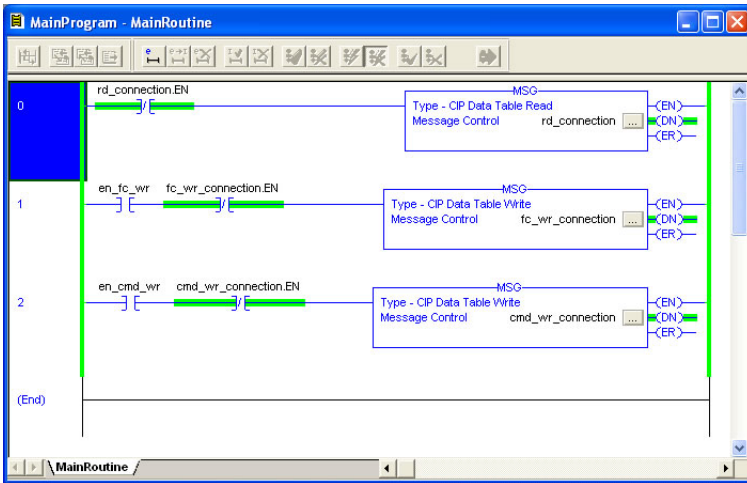 MainProgram - MainRoutine
0
rd_connection.EN
MSG
Type - CIP Data Table Read
Message Control rd_connection ...
(EN)
(DN)
(ER)
1
en_fc_wr fc_wr_connection.EN
MSG
Type - CIP Data Table Write
Message Control fc_wr_connection ...
(EN)
(DN)
(ER)
2
en_cmd_wr cmd_wr_connection.EN
MSG
Type - CIP Data Table Write
Message Control cmd_wr_connection ...
(EN)
(DN)
(ER)
(End)
MainRoutine